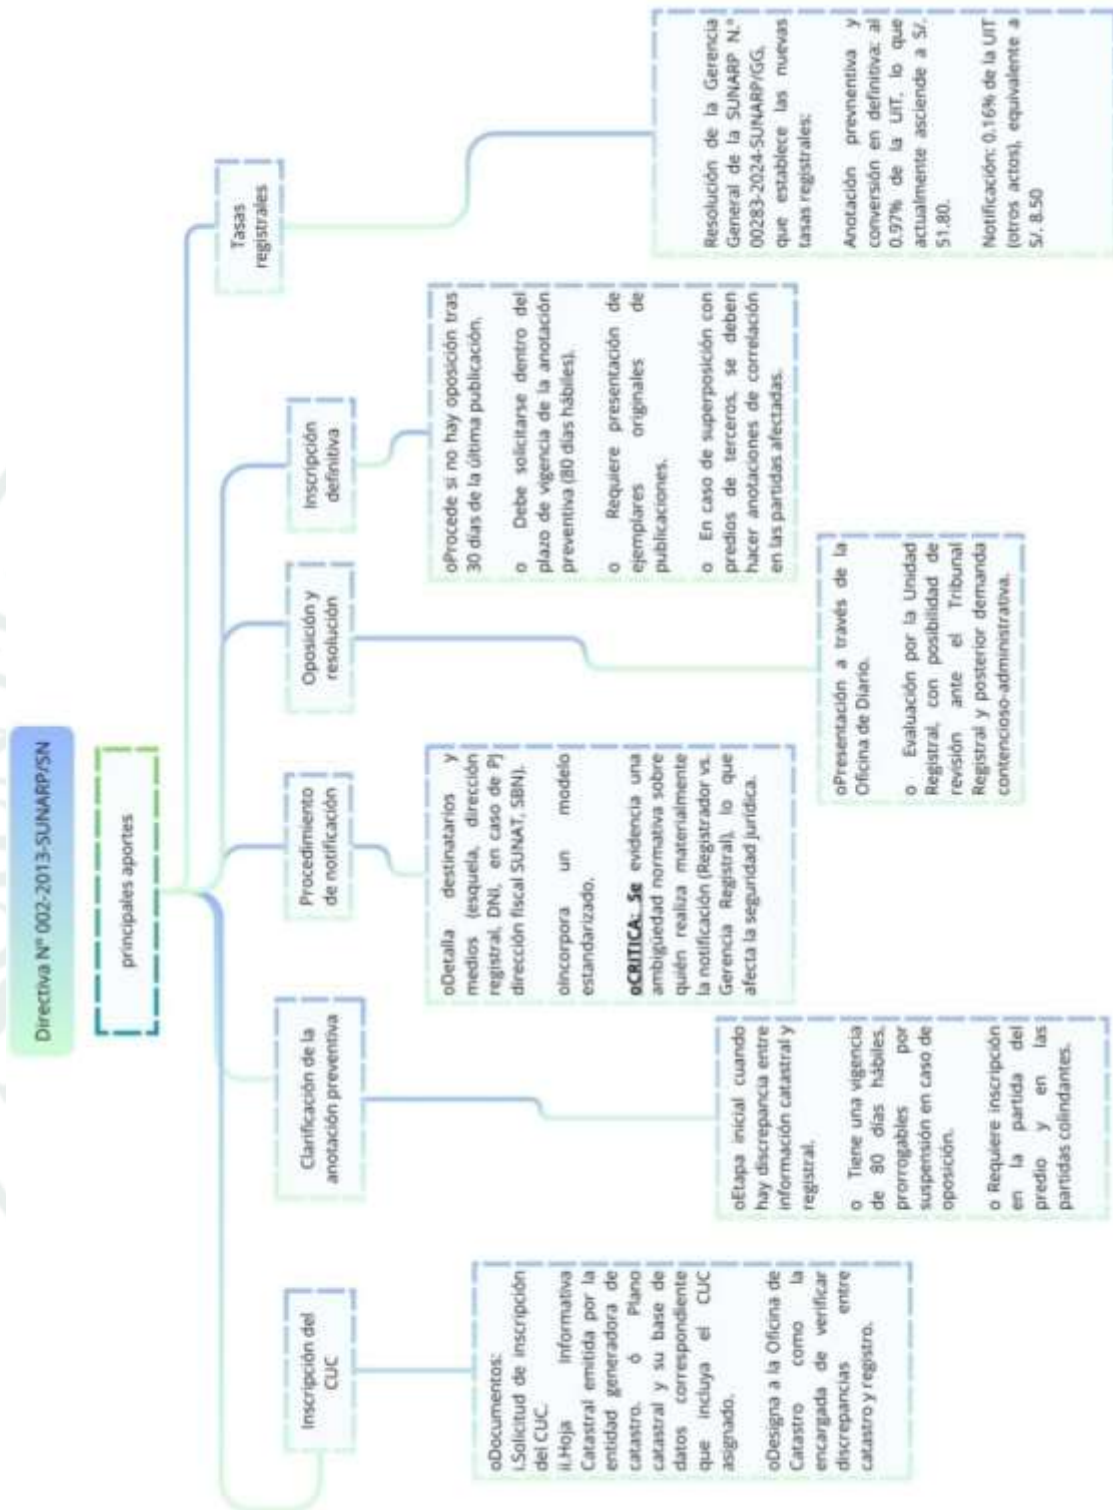 Directiva N° 002-2013-SUNARP/SN
principales aportes
Inscripción del
CUC
oDocumentos:
i.Solicitud de inscripción
del CUC.
ii.Hoja Informativa
Catastral emitida por la
entidad generadora de
catastro. ó Plano
catastral y su base de
datos correspondiente
que incluya el CUC
asignado.
oDesigna a la Oficina de
Catastro como la
encargada de verificar
discrepancias entre
catastro y registro.
Clarificación de la
anotación preventiva
oEtapa inicial cuando
hay discrepancia entre
información catastral y
registral.
o Tiene una vigencia
de 80 días hábiles,
prorrogables por
suspensión en caso de
oposición.
o Requiere inscripción
en la partida del
predio y en las
partidas colindantes.
Procedimiento
de notificación
oDetalla destinatarios y
medios (esquela, dirección
registral, DNI, en caso de PJ
dirección fiscal SUNAT, SBN).
oIncorpora un modelo
estandarizado.
oCRITICA: Se evidencia una
ambigüedad normativa sobre
quién realiza materialmente
la notificación (Registrador vs.
Gerencia Registral), lo que
afecta la seguridad jurídica.
Oposición y
resolución
oPresentación a través de la
Oficina de Diario.
o Evaluación por la Unidad
Registral, con posibilidad de
revisión ante el Tribunal
Registral y posterior demanda
contencioso-administrativa.
Inscripción
definitiva
oProcede si no hay oposición tras
30 días de la última publicación.
o Debe solicitarse dentro del
plazo de vigencia de la anotación
preventiva (80 días hábiles).
o Requiere presentación de
ejemplares originales de
publicaciones.
o En caso de superposición con
predios de terceros, se deben
hacer anotaciones de correlación
en las partidas afectadas.
Tasas
registrales
Resolución de la Gerencia
General de la SUNARP N.°
00283-2024-SUNARP/GG,
que establece las nuevas
tasas registrales:
Anotación prevnentiva y
conversión en definitiva: al
0.97% de la UIT, lo que
actualmente asciende a S/.
51.80.
Notificación: 0.16% de la UIT
(otros actos), equivalente a
S/. 8.50